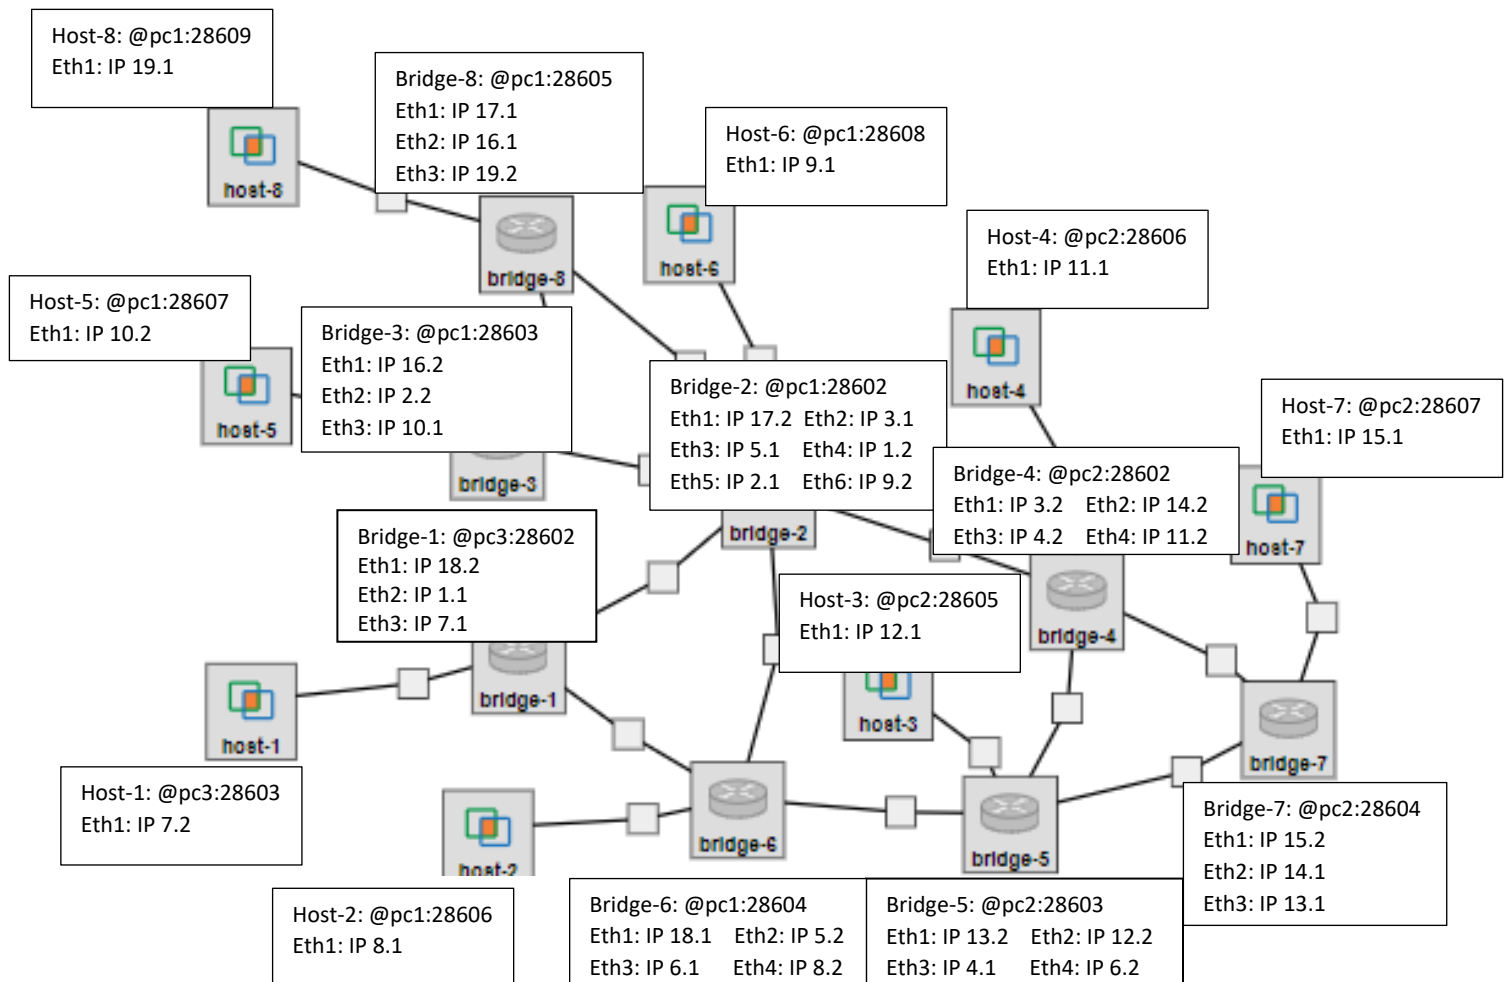 Host-8: @pc1:28609
Eth1: IP 19.1
host-8
Bridge-8: @pc1:28605
Eth1: IP 17.1
Eth2: IP 16.1
Eth3: IP 19.2
bridge-8
Host-6: @pc1:28608
Eth1: IP 9.1
host-6
Host-4: @pc2:28606
Eth1: IP 11.1
host-4
Host-5: @pc1:28607
Eth1: IP 10.2
host-5
Bridge-3: @pc1:28603
Eth1: IP 16.2
Eth2: IP 2.2
Eth3: IP 10.1
bridge-3
Bridge-2: @pc1:28602
Eth1: IP 17.2 Eth2: IP 3.1
Eth3: IP 5.1 Eth4: IP 1.2
Eth5: IP 2.1 Eth6: IP 9.2
bridge-2
Host-7: @pc2:28607
Eth1: IP 15.1
host-7
Bridge-4: @pc2:28602
Eth1: IP 3.2 Eth2: IP 14.2
Eth3: IP 4.2 Eth4: IP 11.2
bridge-4
Bridge-1: @pc3:28602
Eth1: IP 18.2
Eth2: IP 1.1
Eth3: IP 7.1
bridge-1
Host-3: @pc2:28605
Eth1: IP 12.1
host-3
host-1
Host-1: @pc3:28603
Eth1: IP 7.2
bridge-7
Bridge-7: @pc2:28604
Eth1: IP 15.2
Eth2: IP 14.1
Eth3: IP 13.1
host-2
Host-2: @pc1:28606
Eth1: IP 8.1
bridge-6
Bridge-6: @pc1:28604
Eth1: IP 18.1 Eth2: IP 5.2
Eth3: IP 6.1 Eth4: IP 8.2
bridge-5
Bridge-5: @pc2:28603
Eth1: IP 13.2 Eth2: IP 12.2
Eth3: IP 4.1 Eth4: IP 6.2